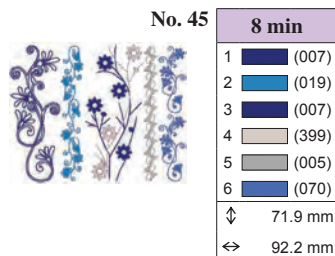 No. 45
8 min
1 (007)
2 (019)
3 (007)
4 (399)
5 (005)
6 (070)
↕ 71.9 mm
↔ 92.2 mm